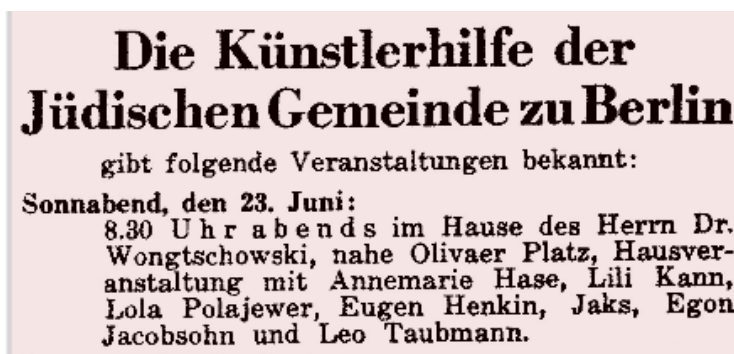 Die Künstlerhilfe der
Jüdischen Gemeinde zu Berlin
gibt folgende Veranstaltungen bekannt:
Sonnabend, den 23. Juni:
8.30 Uhr abends im Hause des Herrn Dr.
Wongtschowski, nahe Olivaer Platz, Hausver-
anstaltung mit Annemarie Hase, Lili Kann,
Lola Polajewer, Eugen Henkin, Jaks, Egon
Jacobsohn und Leo Taubmann.